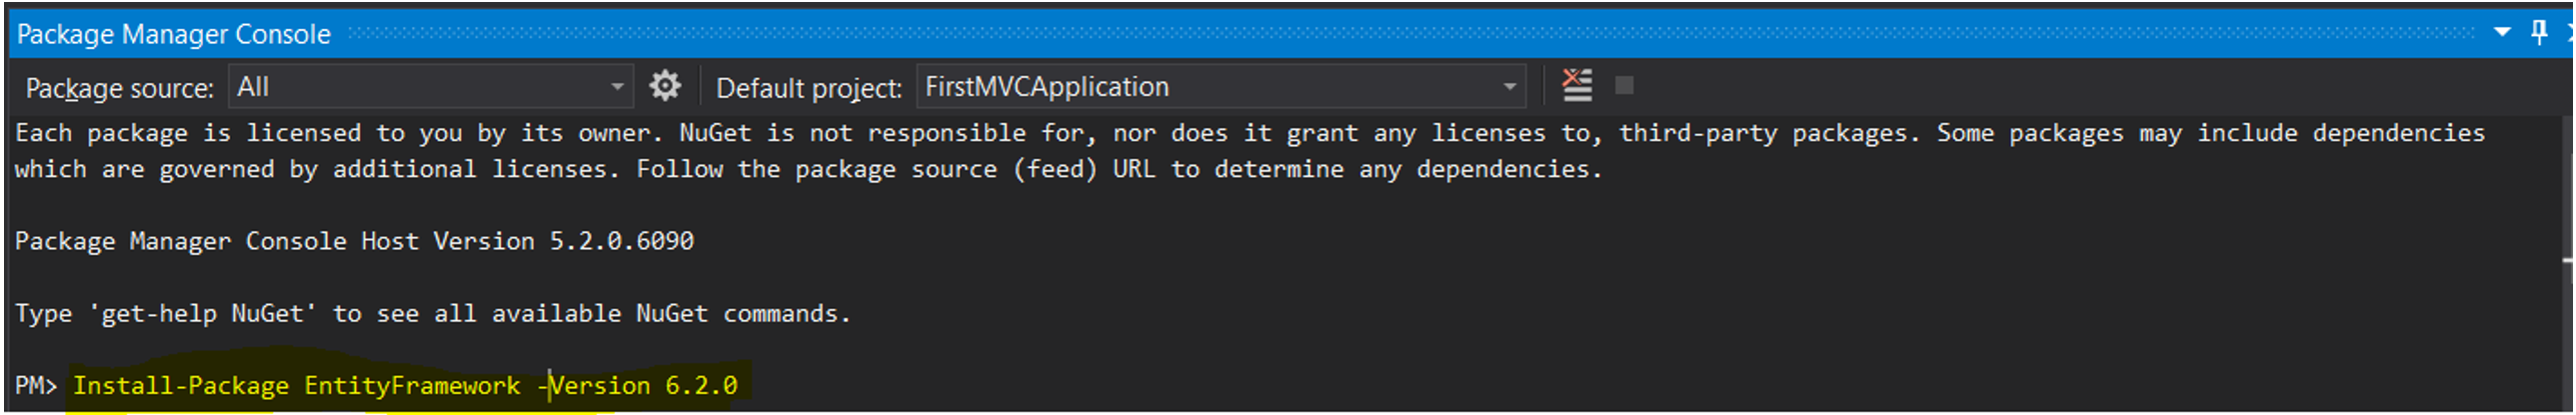 Package Manager Console
Package source: All Default project: FirstMVCApplication
Each package is licensed to you by its owner. NuGet is not responsible for, nor does it grant any licenses to, third-party packages. Some packages may include dependencies
which are governed by additional licenses. Follow the package source (feed) URL to determine any dependencies.
Package Manager Console Host Version 5.2.0.6090
Type 'get-help NuGet' to see all available NuGet commands.
PM> Install-Package EntityFramework -Version 6.2.0